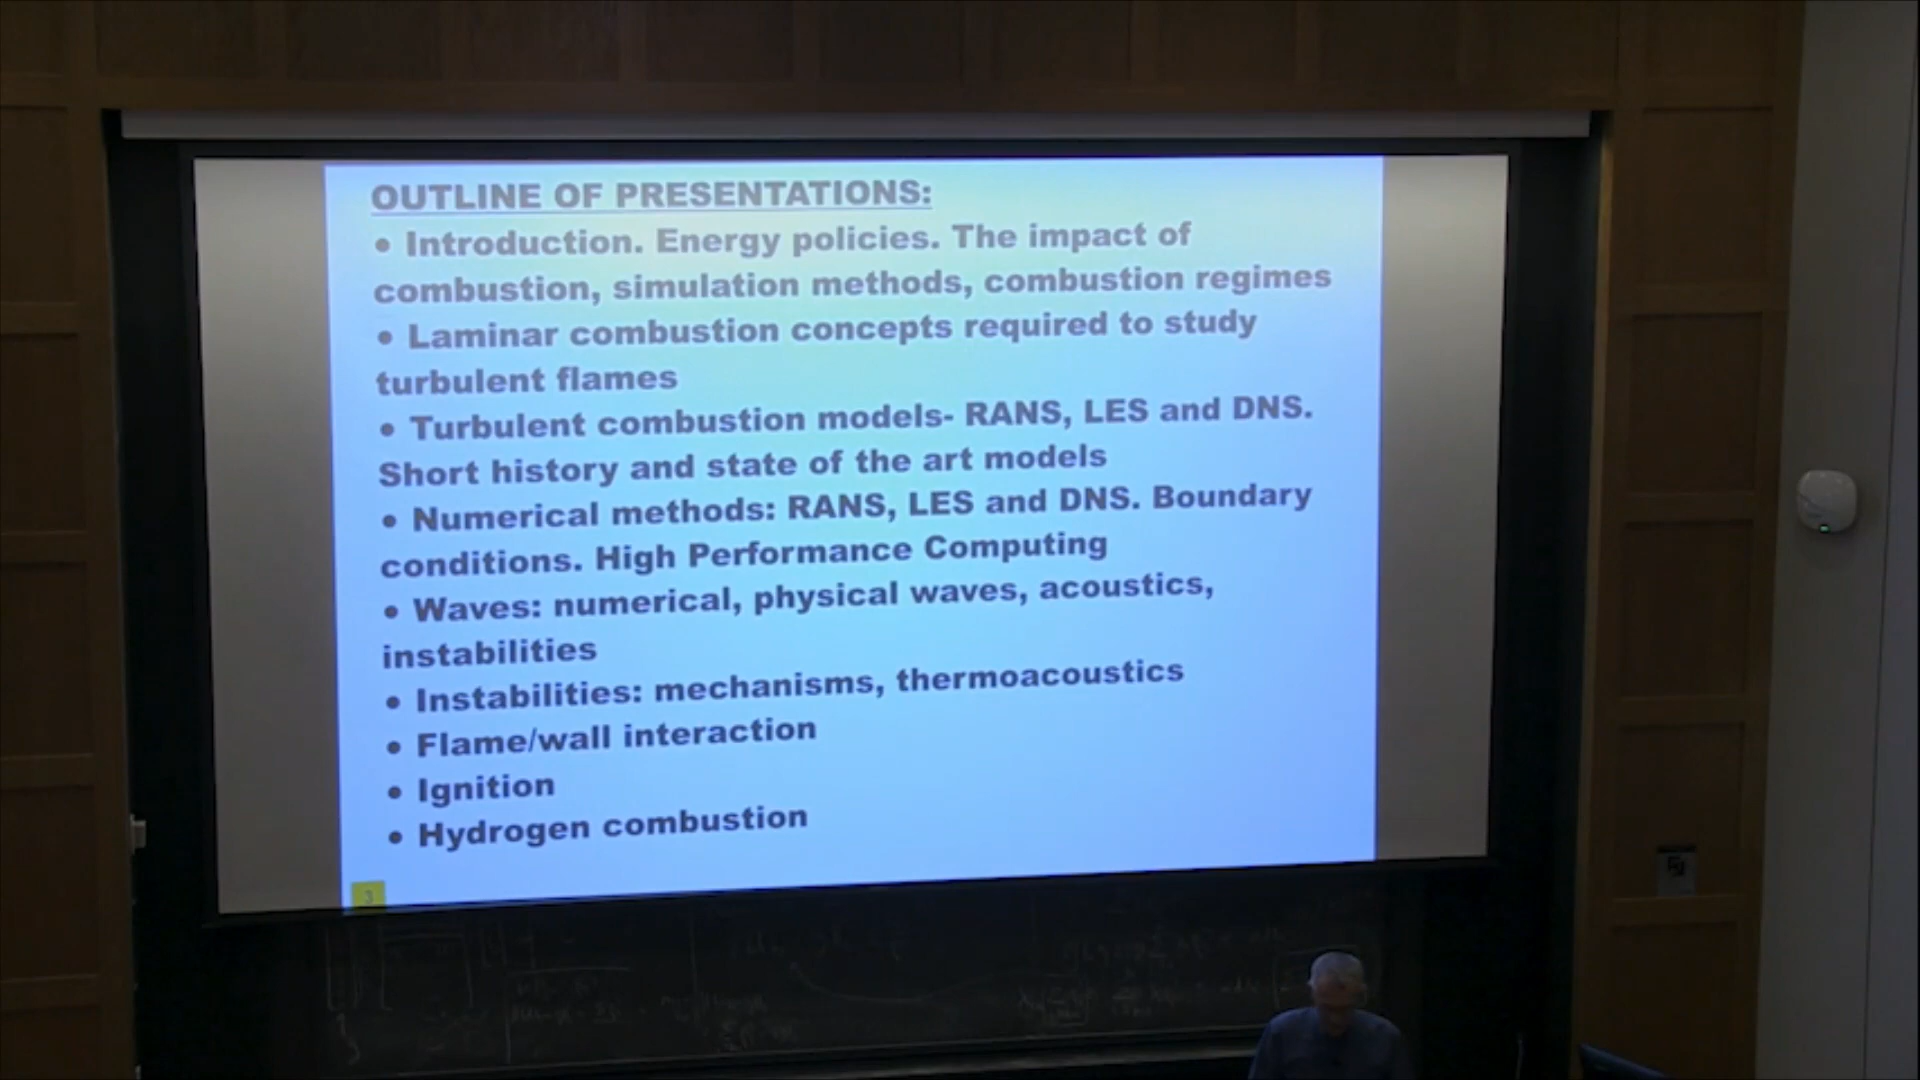 OUTLINE OF PRESENTATIONS:
• Introduction. Energy policies. The impact of
combustion, simulation methods, combustion regimes
• Laminar combustion concepts required to study
turbulent flames
• Turbulent combustion models- RANS, LES and DNS.
Short history and state of the art models
• Numerical methods: RANS, LES and DNS. Boundary
conditions. High Performance Computing
• Waves: numerical, physical waves, acoustics,
instabilities
• Instabilities: mechanisms, thermoacoustics
• Flame/wall interaction
• Ignition
• Hydrogen combustion
3